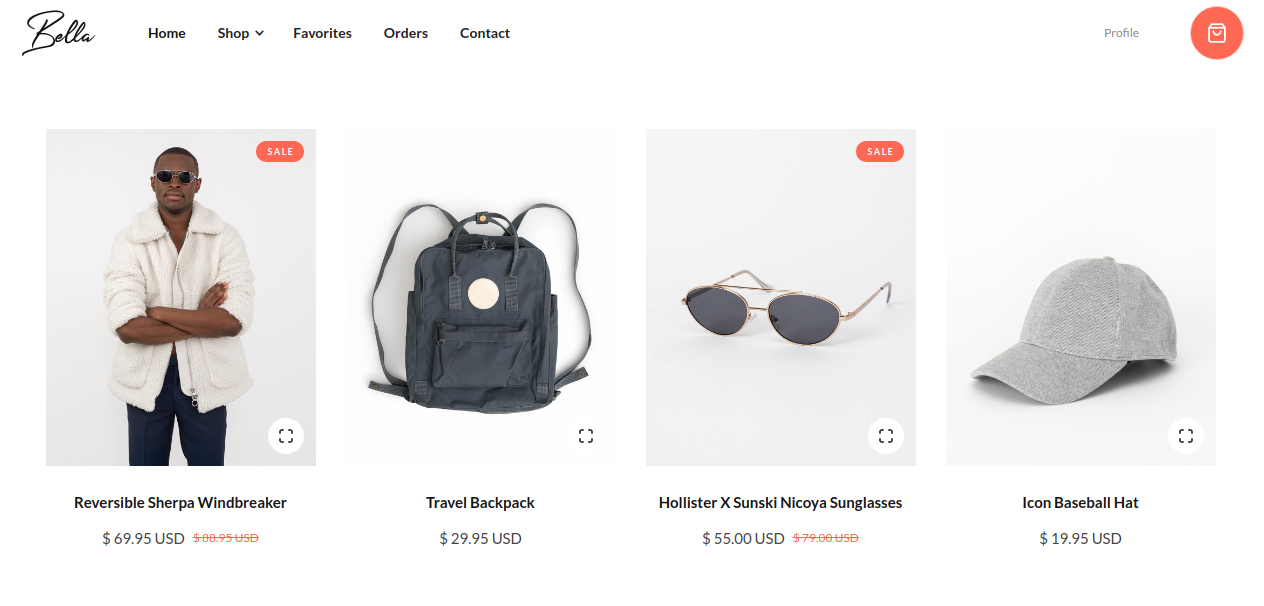 Bella
Home Shop Favorites Orders Contact Profile
SALE SALE
Reversible Sherpa Windbreaker
Travel Backpack
Hollister X Sunski Nicoya Sunglasses
Icon Baseball Hat
$ 69.95 USD $ 88.95 USD
$ 29.95 USD
$ 55.00 USD $ 79.00 USD
$ 19.95 USD